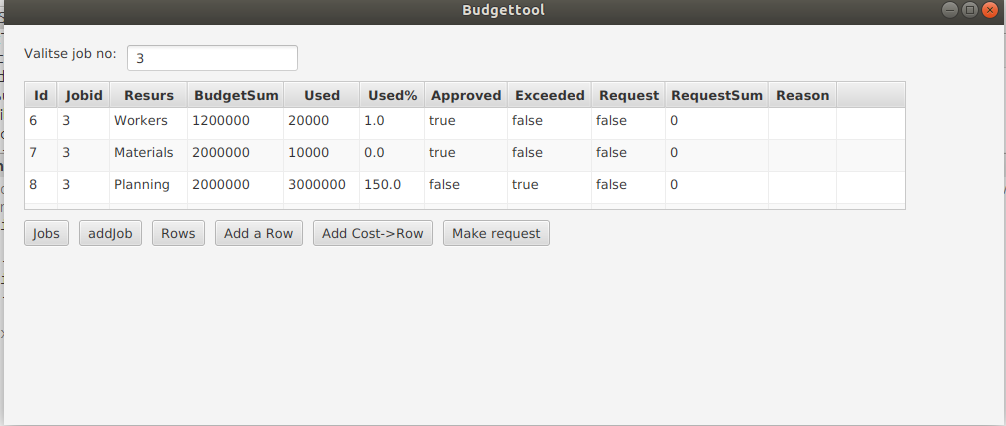 Budgettool
Valitse job no: 3
Id Jobid Resurs BudgetSum Used Used% Approved Exceeded Request RequestSum Reason
6 3 Workers 1200000 20000 1.0 true false false 0
7 3 Materials 2000000 10000 0.0 true false false 0
8 3 Planning 2000000 3000000 150.0 false true false 0
Jobs addJob Rows Add a Row Add Cost->Row Make request